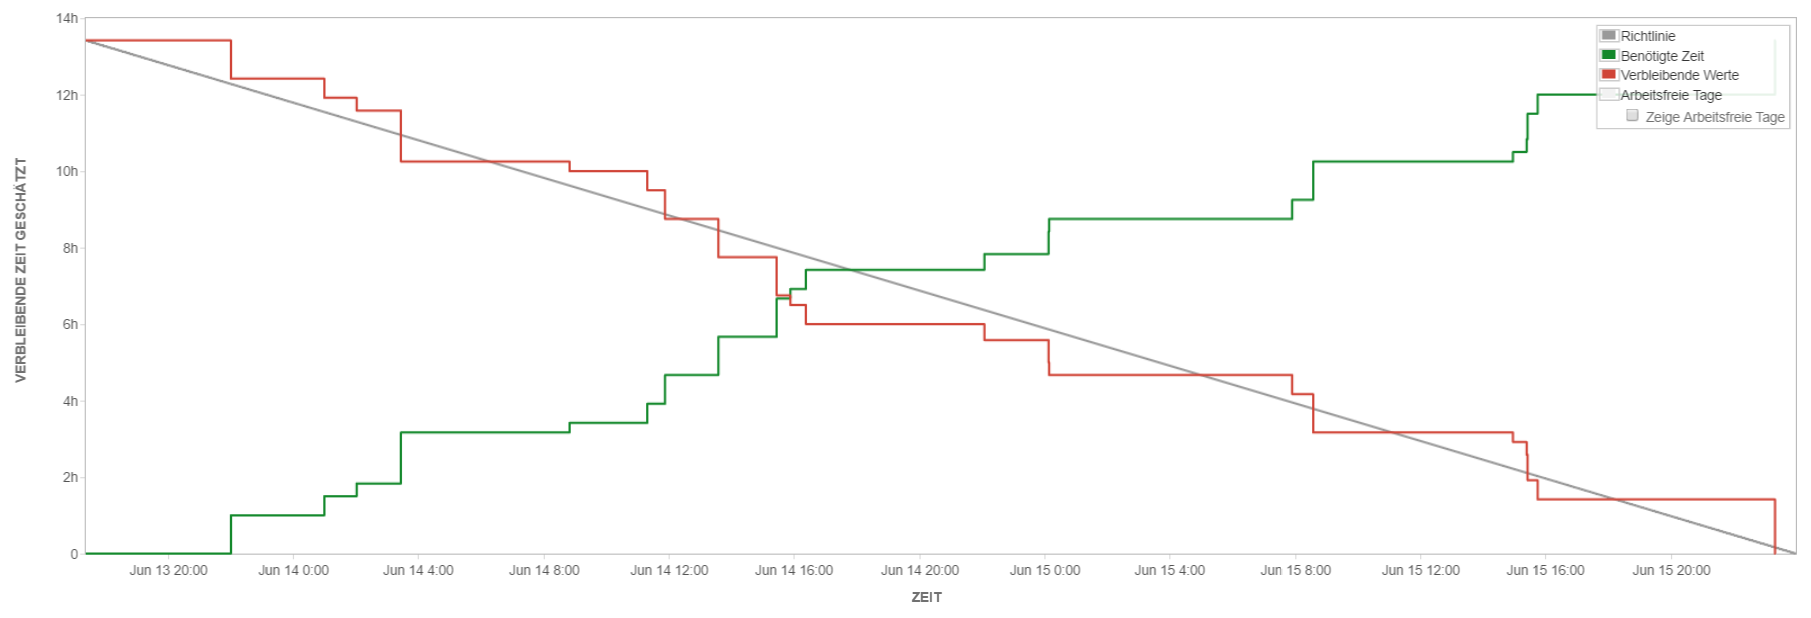 14h
12h
10h
8h
6h
4h
2h
0
VERBLEIBENDE ZEIT GESCHÄTZT
Richtlinie
Benötigte Zeit
Verbleibende Werte
Arbeitsfreie Tage
Zeige Arbeitsfreie Tage
Jun 13 20:00 Jun 14 0:00 Jun 14 4:00 Jun 14 8:00 Jun 14 12:00 Jun 14 16:00 Jun 14 20:00 Jun 15 0:00 Jun 15 4:00 Jun 15 8:00 Jun 15 12:00 Jun 15 16:00 Jun 15 20:00
ZEIT